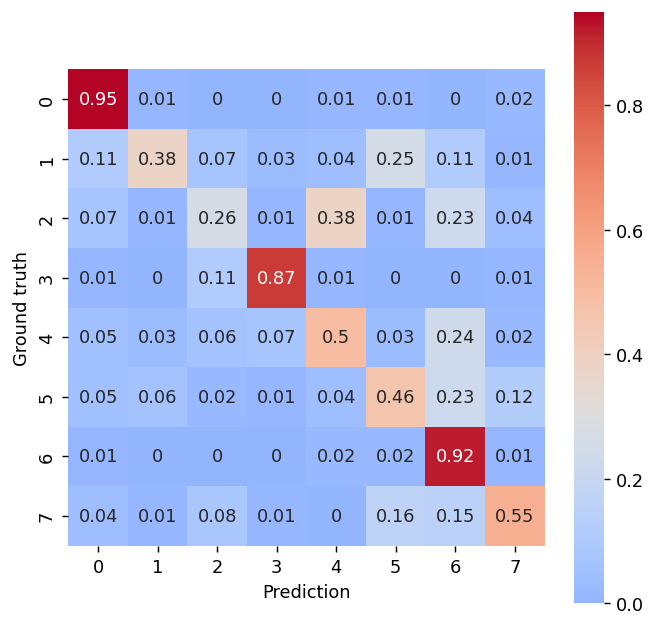 0 0.95 0.01 0 0 0.01 0.01 0 0.02
1 0.11 0.38 0.07 0.03 0.04 0.25 0.11 0.01
2 0.07 0.01 0.26 0.01 0.38 0.01 0.23 0.04
3 0.01 0 0.11 0.87 0.01 0 0 0.01
4 0.05 0.03 0.06 0.07 0.5 0.03 0.24 0.02
5 0.05 0.06 0.02 0.01 0.04 0.46 0.23 0.12
6 0.01 0 0 0 0.02 0.02 0.92 0.01
7 0.04 0.01 0.08 0.01 0 0.16 0.15 0.55
0 1 2 3 4 5 6 7
Prediction
Ground truth
0.8
0.6
0.4
0.2
0.0